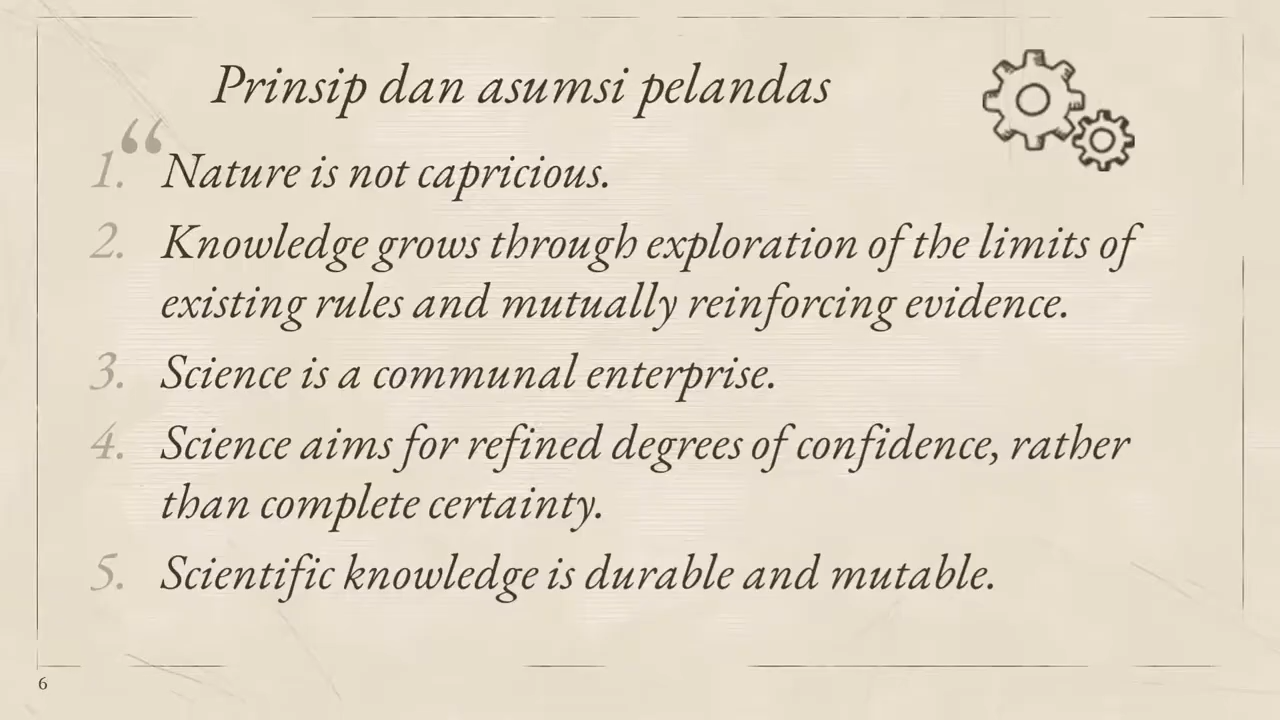 Prinsip dan asumsi pelandas
“
1. Nature is not capricious.
2. Knowledge grows through exploration of the limits of
existing rules and mutually reinforcing evidence.
3. Science is a communal enterprise.
4. Science aims for refined degrees of confidence, rather
than complete certainty.
5. Scientific knowledge is durable and mutable.
6